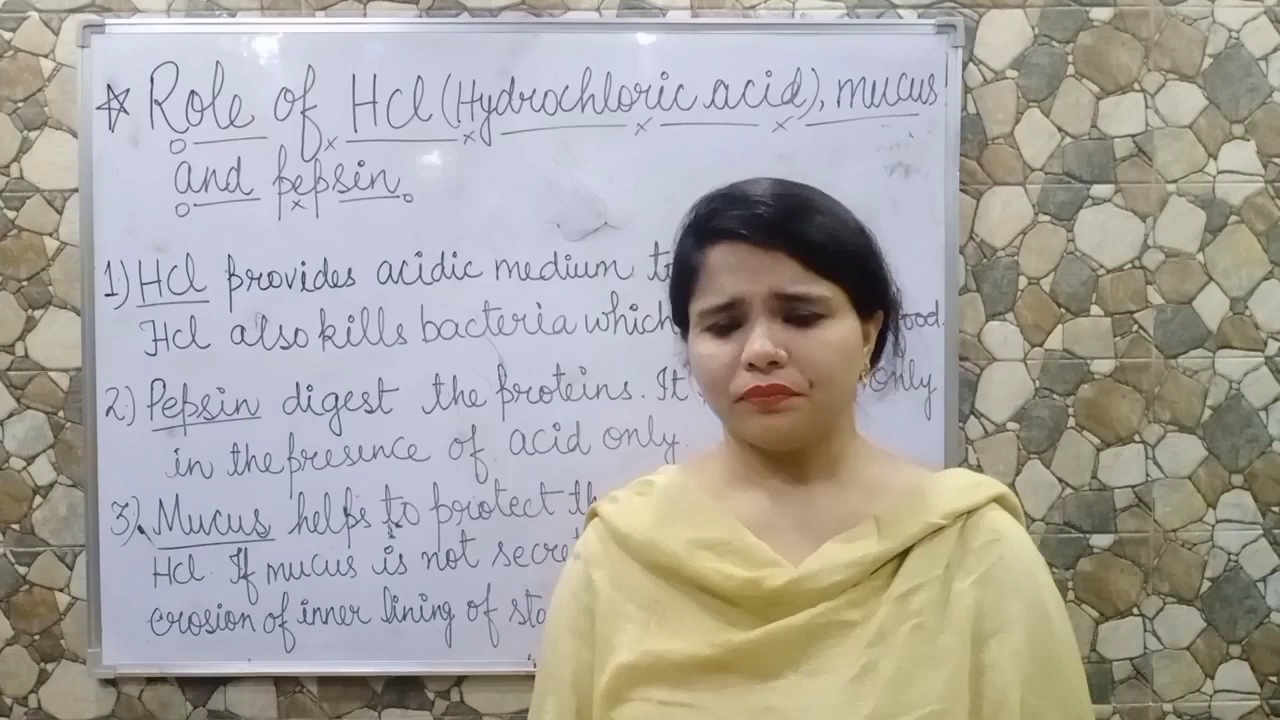 Role of Hcl (Hydrochloric acid), mucus
and pepsin.
1) Hcl provides acidic medium
Hcl also kills bacteria which food.
2) Pepsin digest the proteins. It only
in the presence of acid only.
3) Mucus helps to protect
Hcl. If mucus is not
erosion of inner lining of